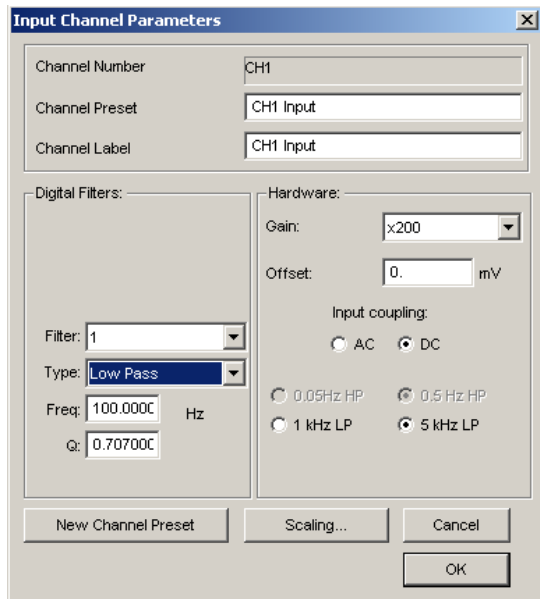 Input Channel Parameters
Channel Number CH1
Channel Preset CH1 Input
Channel Label CH1 Input
Digital Filters:
Filter: 1
Type: Low Pass
Freq: 100.000C Hz
Q: 0.70700C
Hardware:
Gain: x200
Offset: 0. mV
Input coupling:
AC DC
0.05Hz HP 0.5 Hz HP
1 kHz LP 5 kHz LP
New Channel Preset Scaling... Cancel
OK